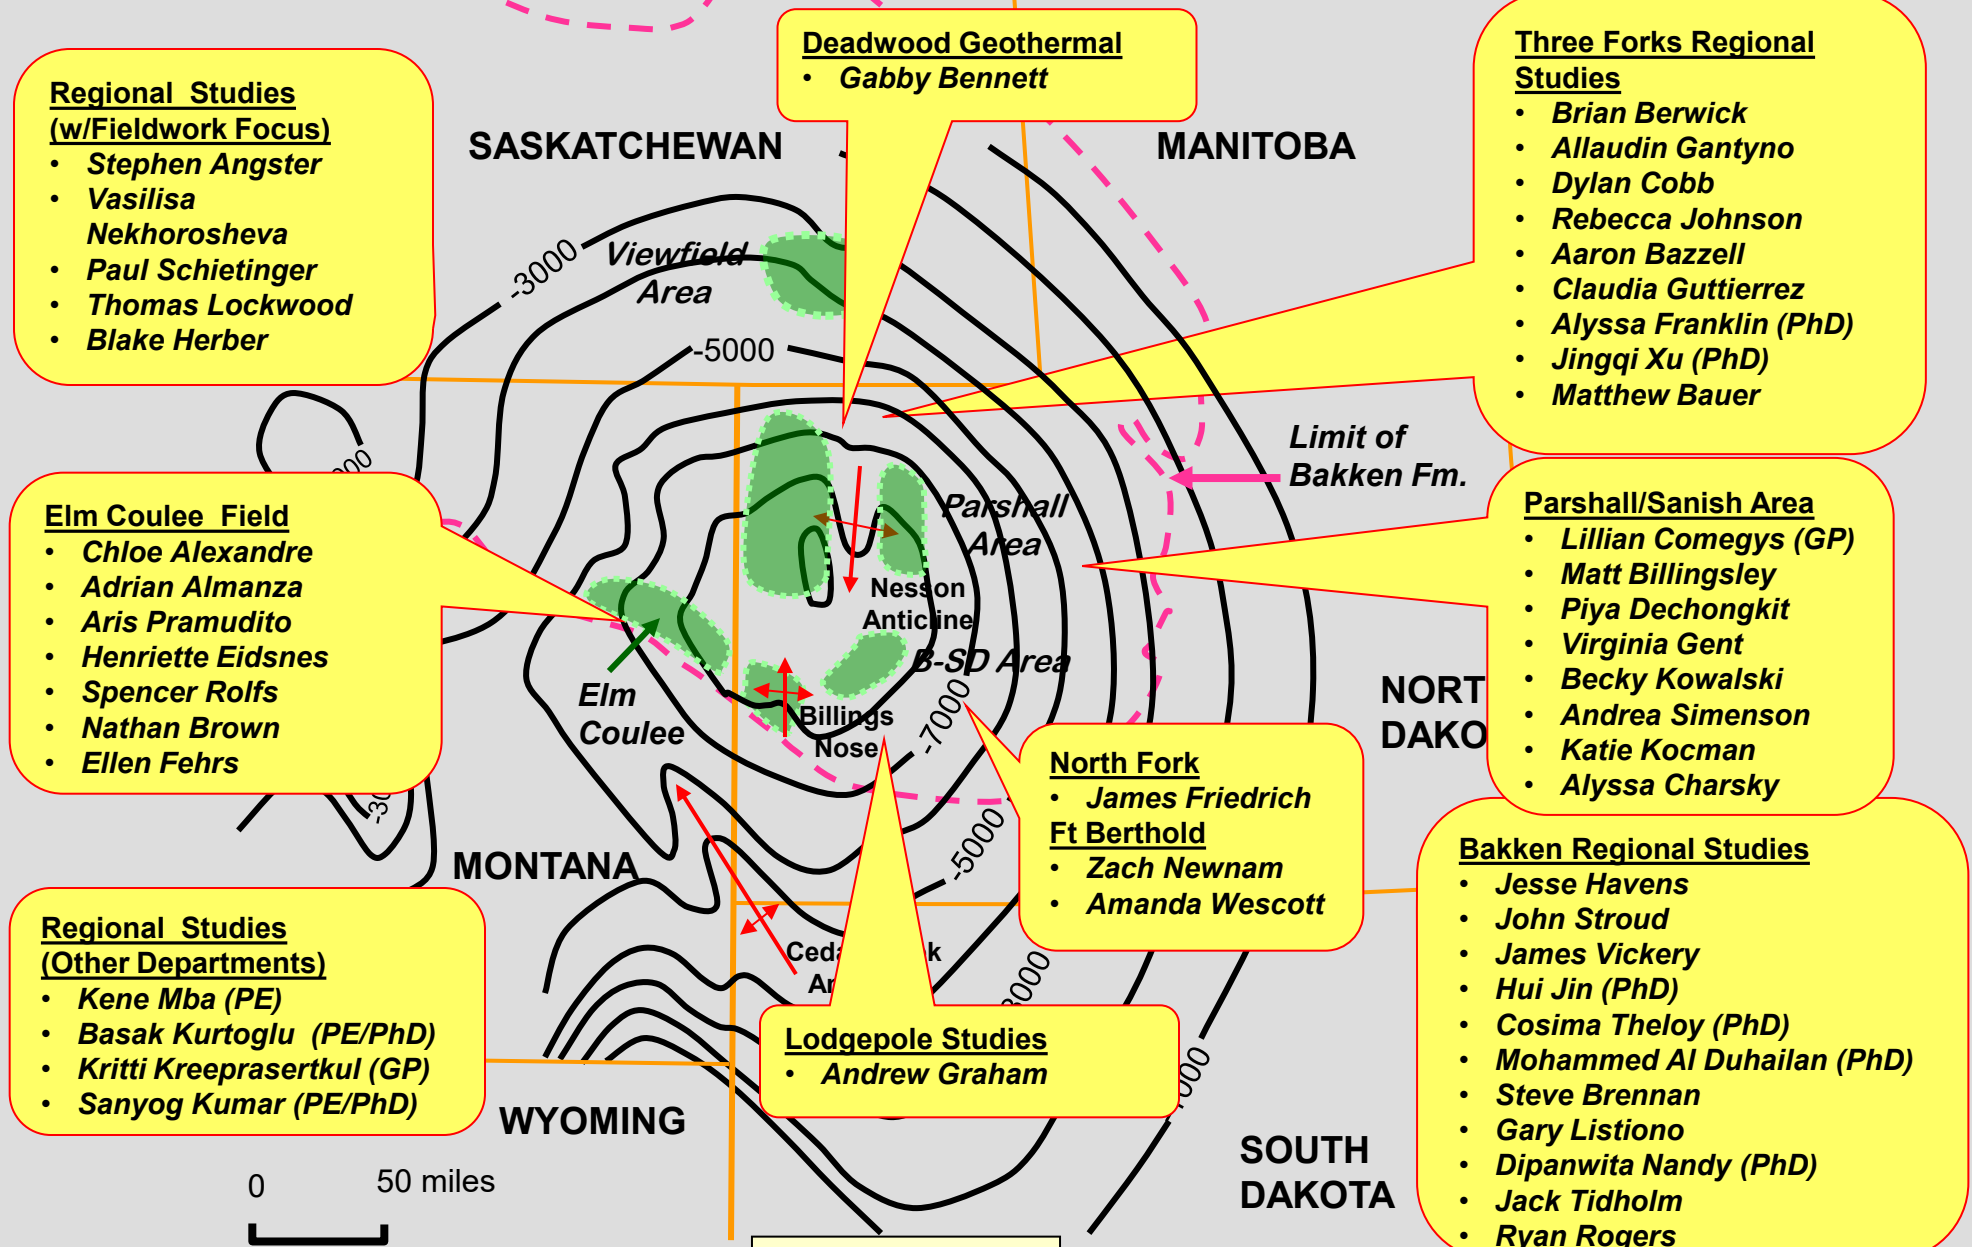 Deadwood Geothermal
• Gabby Bennett
Three Forks Regional
Studies
• Brian Berwick
• Allaudin Gantyno
• Dylan Cobb
• Rebecca Johnson
• Aaron Bazzell
• Claudia Guttierrez
• Alyssa Franklin (PhD)
• Jingqi Xu (PhD)
• Matthew Bauer
Regional Studies
(w/Fieldwork Focus)
• Stephen Angster
• Vasilisa
Nekhorosheva
• Paul Schietinger
• Thomas Lockwood
• Blake Herber
SASKATCHEWAN
MANITOBA
-3000
Viewfield
Area
-5000
Limit of
Bakken Fm.
Parshall
Area
Nesson
Anticline
B-SD Area
Elm
Coulee
Billings
Nose
-7000
Elm Coulee Field
• Chloe Alexandre
• Adrian Almanza
• Aris Pramudito
• Henriette Eidsnes
• Spencer Rolfs
• Nathan Brown
• Ellen Fehrs
Parshall/Sanish Area
• Lillian Comegys (GP)
• Matt Billingsley
• Piya Dechongkit
• Virginia Gent
• Becky Kowalski
• Andrea Simenson
• Katie Kocman
• Alyssa Charsky
NORT
DAKO
North Fork
• James Friedrich
Ft Berthold
• Zach Newnam
• Amanda Wescott
-5000
MONTANA
Bakken Regional Studies
• Jesse Havens
• John Stroud
• James Vickery
• Hui Jin (PhD)
• Cosima Theloy (PhD)
• Mohammed Al Duhailan (PhD)
• Steve Brennan
• Gary Listiono
• Dipanwita Nandy (PhD)
• Jack Tidholm
• Ryan Rogers
Regional Studies
(Other Departments)
• Kene Mba (PE)
• Basak Kurtoglu (PE/PhD)
• Kritti Kreeprasertkul (GP)
• Sanyog Kumar (PE/PhD)
Lodgepole Studies
• Andrew Graham
WYOMING
SOUTH
DAKOTA
0 50 miles